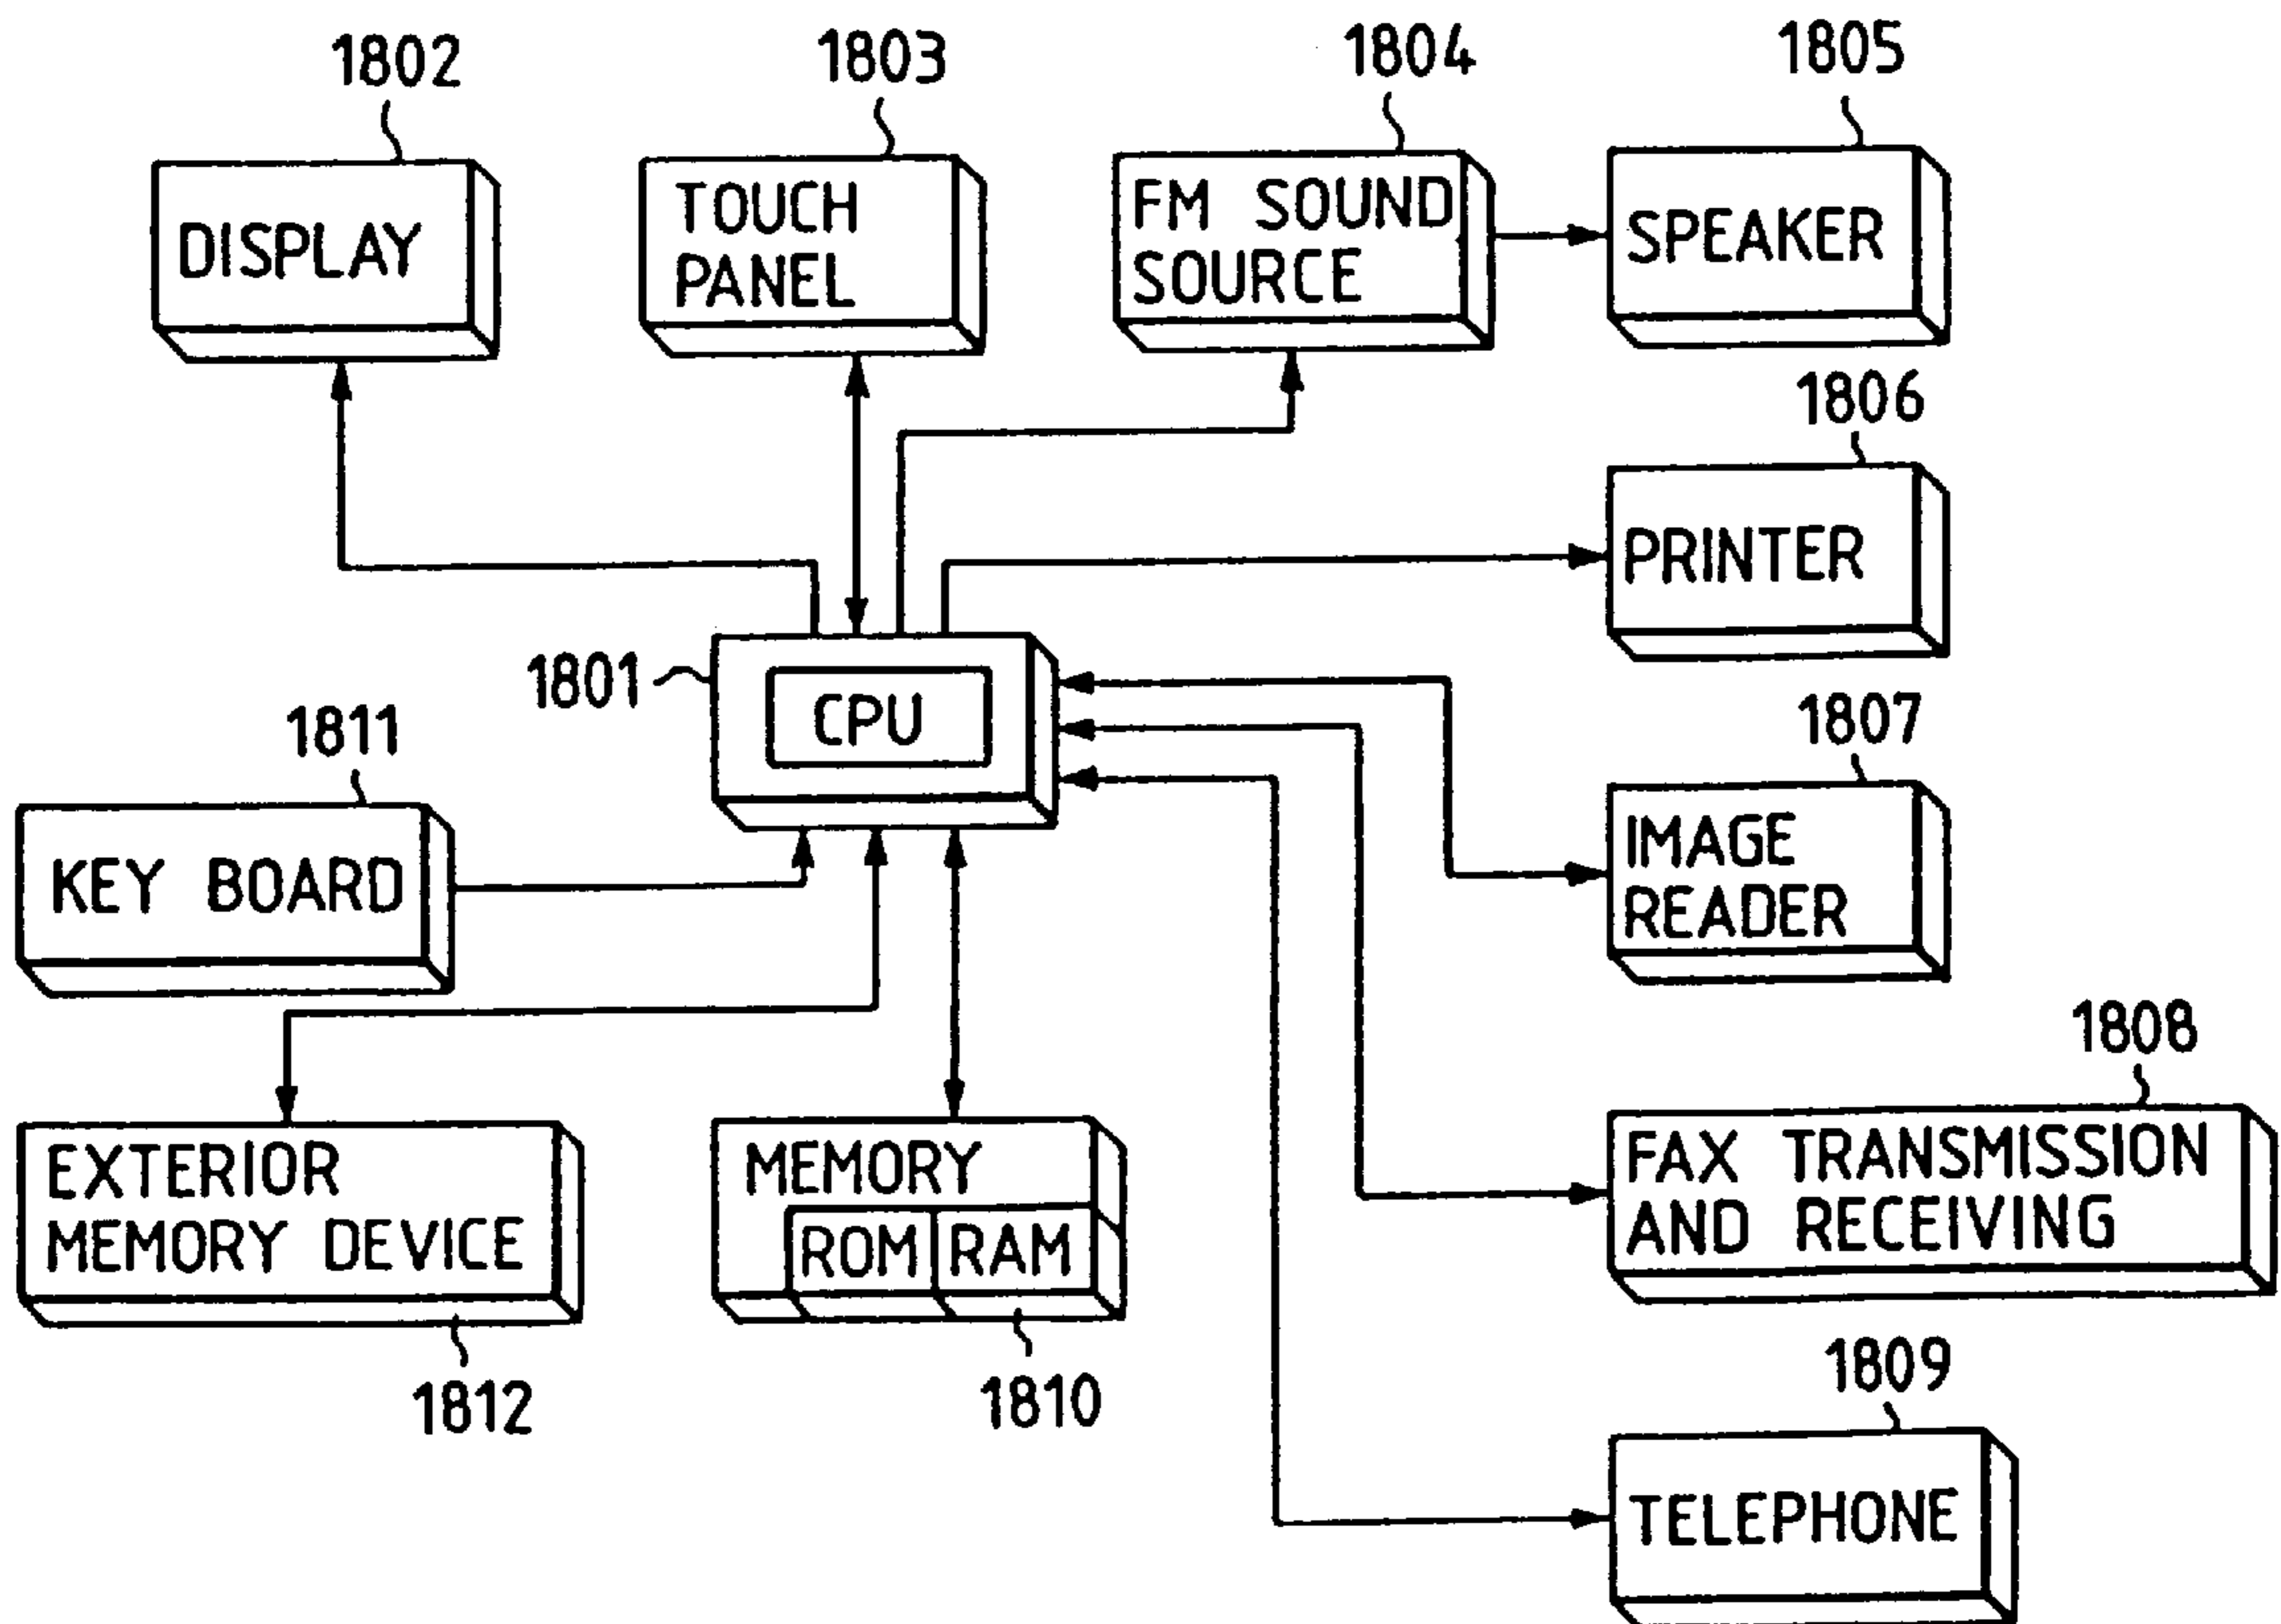 1802
1803
1804
1805
DISPLAY
TOUCH
PANEL
FM SOUND
SOURCE
SPEAKER
1806
PRINTER
1801
CPU
1807
1811
IMAGE
READER
KEY BOARD
1808
EXTERIOR
MEMORY DEVICE
MEMORY
ROM
RAM
FAX TRANSMISSION
AND RECEIVING
1812
1810
1809
TELEPHONE